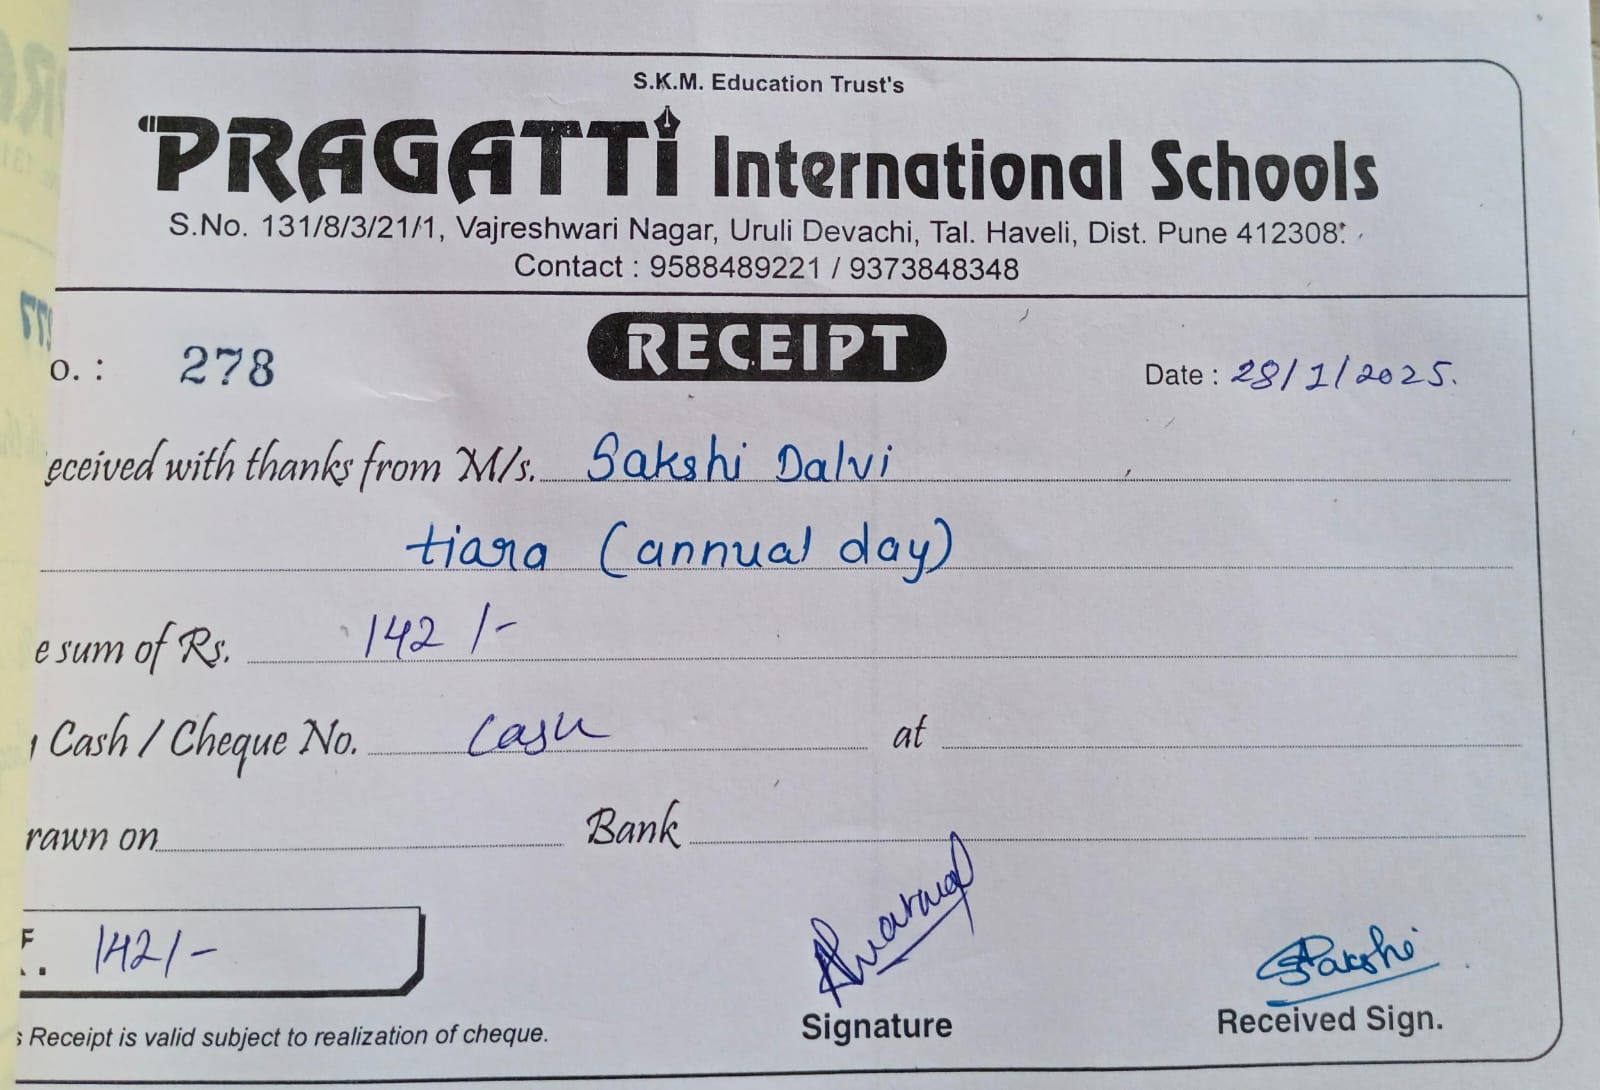 S.K.M. Education Trust's
PRAGATTi International Schools
S.No. 131/8/3/21/1, Vajreshwari Nagar, Uruli Devachi, Tal. Haveli, Dist. Pune 412308.
Contact : 9588489221 / 9373848348
RECEIPT
o. : 278 Date : 28/1/2025.
eceived with thanks from M/s. Sakshi Dalvi
tiara (annual day)
e sum of Rs. 142/-
Cash / Cheque No. Cash at
rawn on Bank
142/-
Sakshi
Signature Received Sign.
s Receipt is valid subject to realization of cheque.